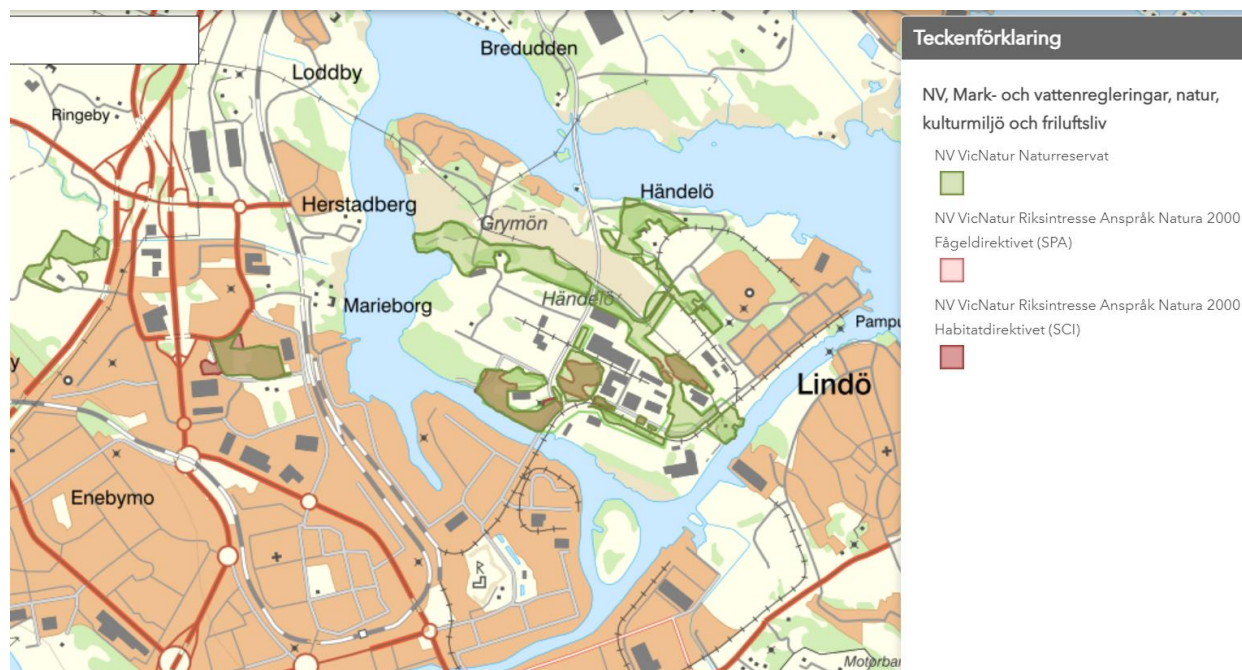 Teckenförklaring
NV, Mark- och vattenregleringar, natur,
kulturmiljö och friluftsliv
NV VicNatur Naturreservat
NV VicNatur Riksintresse Anspråk Natura 2000
Fågeldirektivet (SPA)
NV VicNatur Riksintresse Anspråk Natura 2000
Habitatdirektivet (SCI)
Bredudden
Loddby
Ringeby
Händelö
Herstadberg
Grymön
Händelö
Marieborg
Pampu
y
Lindö
Enebymo
Motorbar